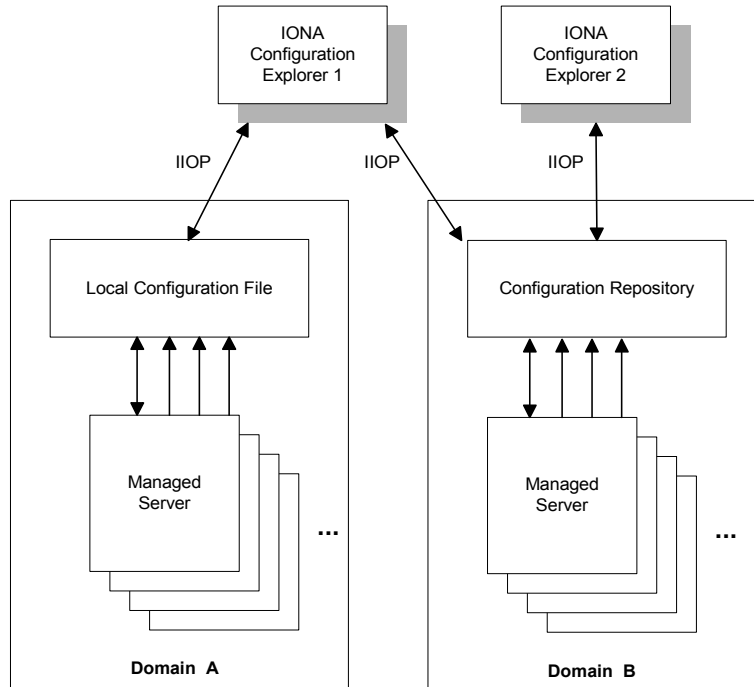 IONA
Configuration
Explorer 1
IONA
Configuration
Explorer 2
IIOP
IIOP
IIOP
Local Configuration File
Configuration Repository
Managed
Server
...
Managed
Server
...
Domain A
Domain B